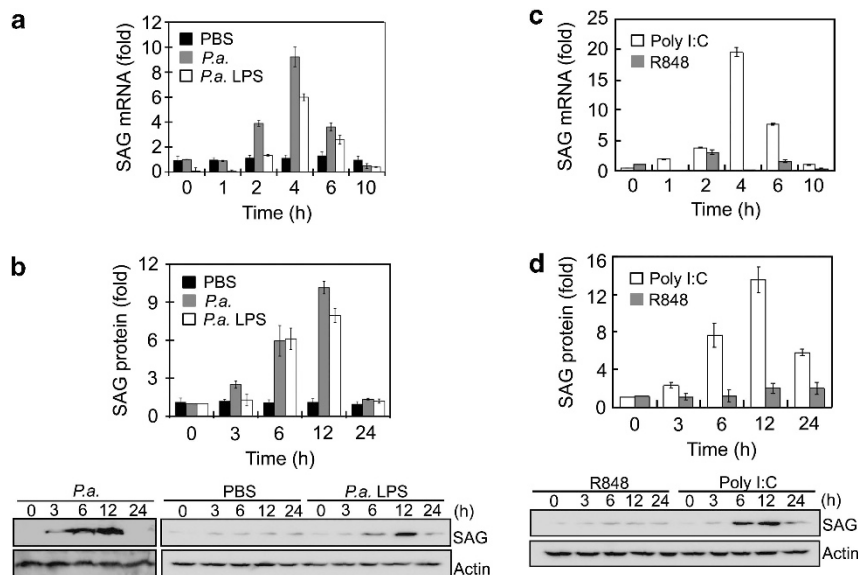 a
SAG mRNA (fold)
12
10
8
6
4
2
0
PBS
P.a.
P.a. LPS
0 1 2 4 6 10
Time (h)
b
SAG protein (fold)
12
9
6
3
0
PBS
P.a.
P.a. LPS
0 3 6 12 24
Time (h)
P.a. PBS P.a. LPS
0 3 6 12 24 0 3 6 12 24 0 3 6 12 24 (h)
SAG
Actin
c
SAG mRNA (fold)
25
20
15
10
5
0
Poly I:C
R848
0 1 2 4 6 10
Time (h)
d
SAG protein (fold)
16
12
8
4
0
Poly I:C
R848
0 3 6 12 24
Time (h)
R848 Poly I:C
0 3 6 12 24 0 3 6 12 24 (h)
SAG
Actin